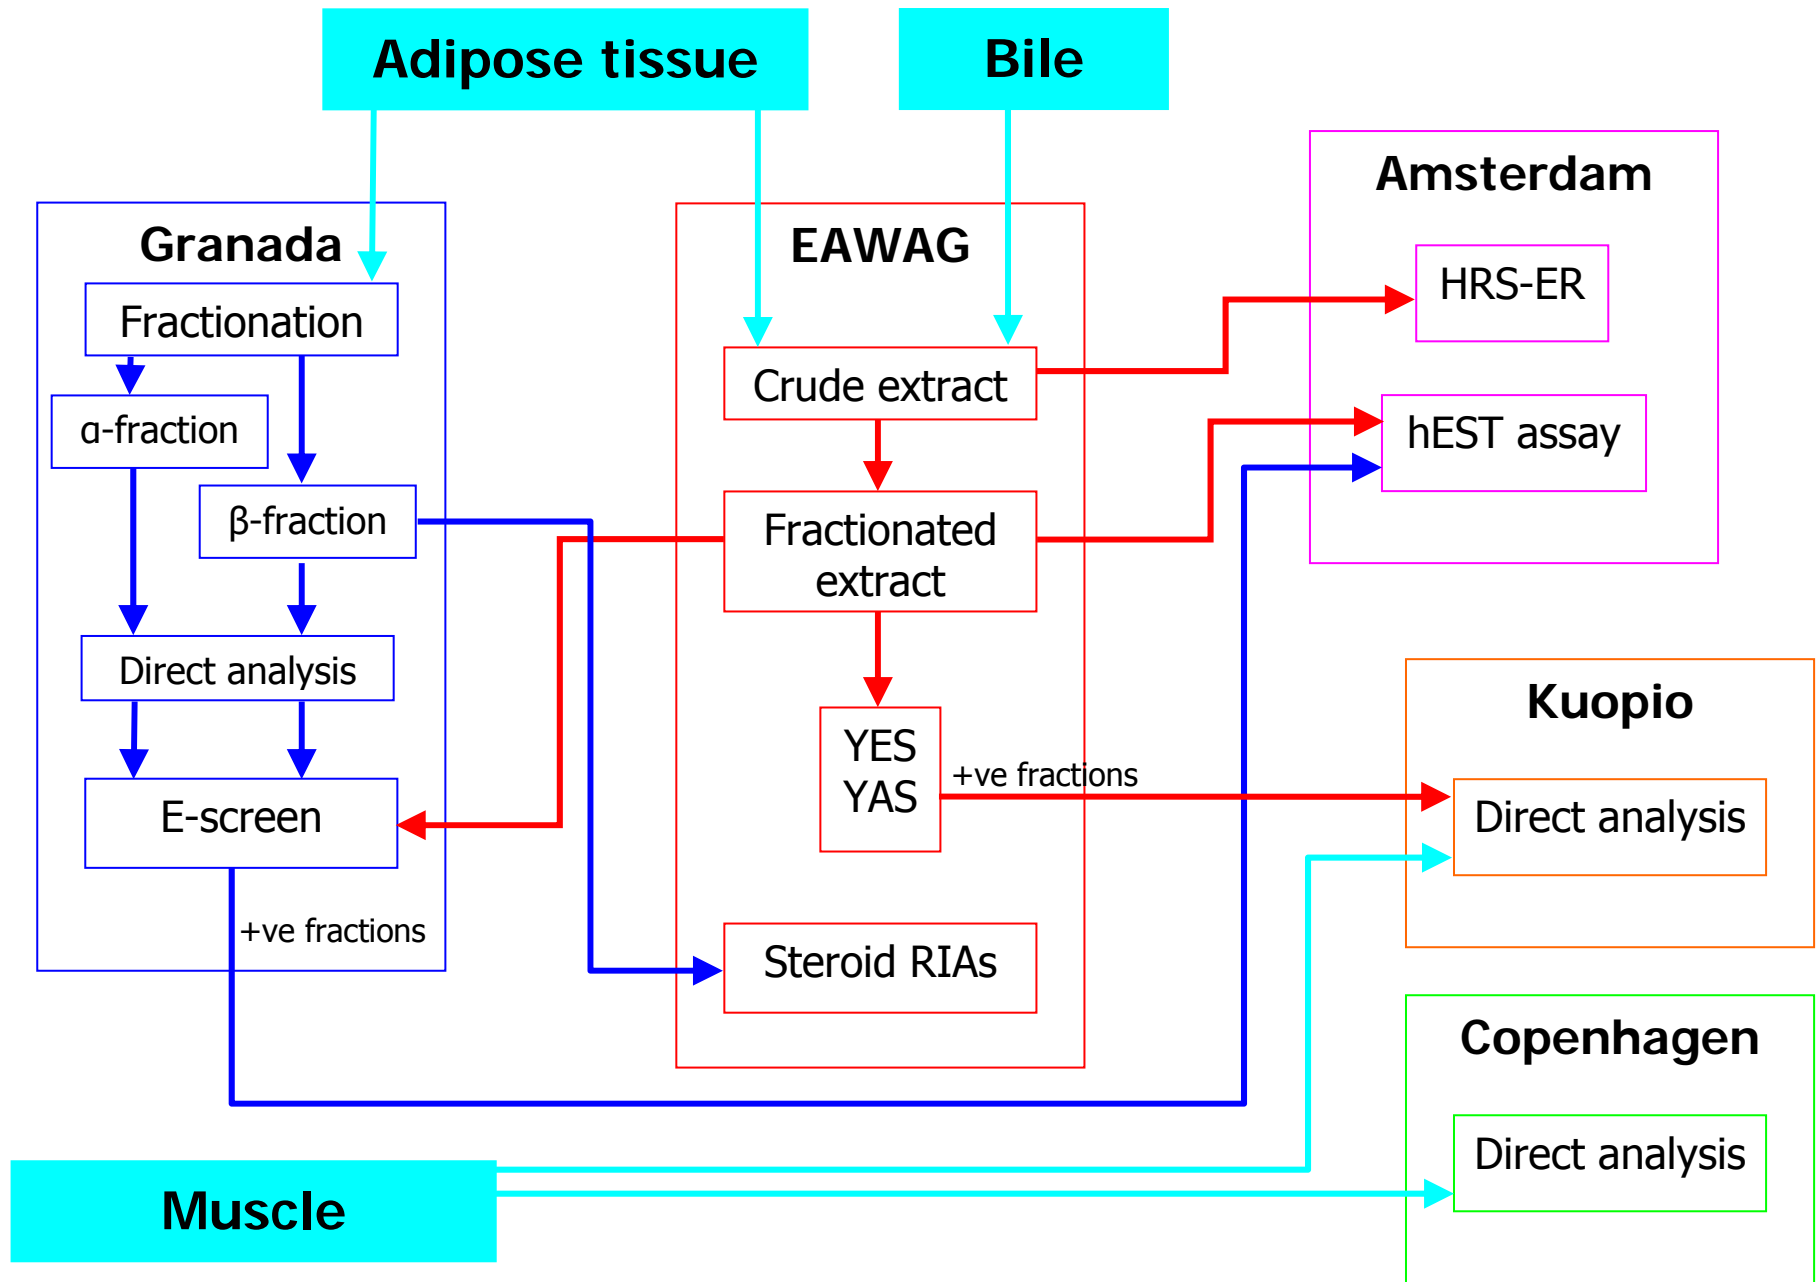 Adipose tissue
Bile
Granada
Fractionation
α-fraction
β-fraction
Direct analysis
E-screen
+ve fractions
EAWAG
Crude extract
Fractionated
extract
YES
YAS
+ve fractions
Steroid RIAs
Amsterdam
HRS-ER
hEST assay
Kuopio
Direct analysis
Copenhagen
Direct analysis
Muscle